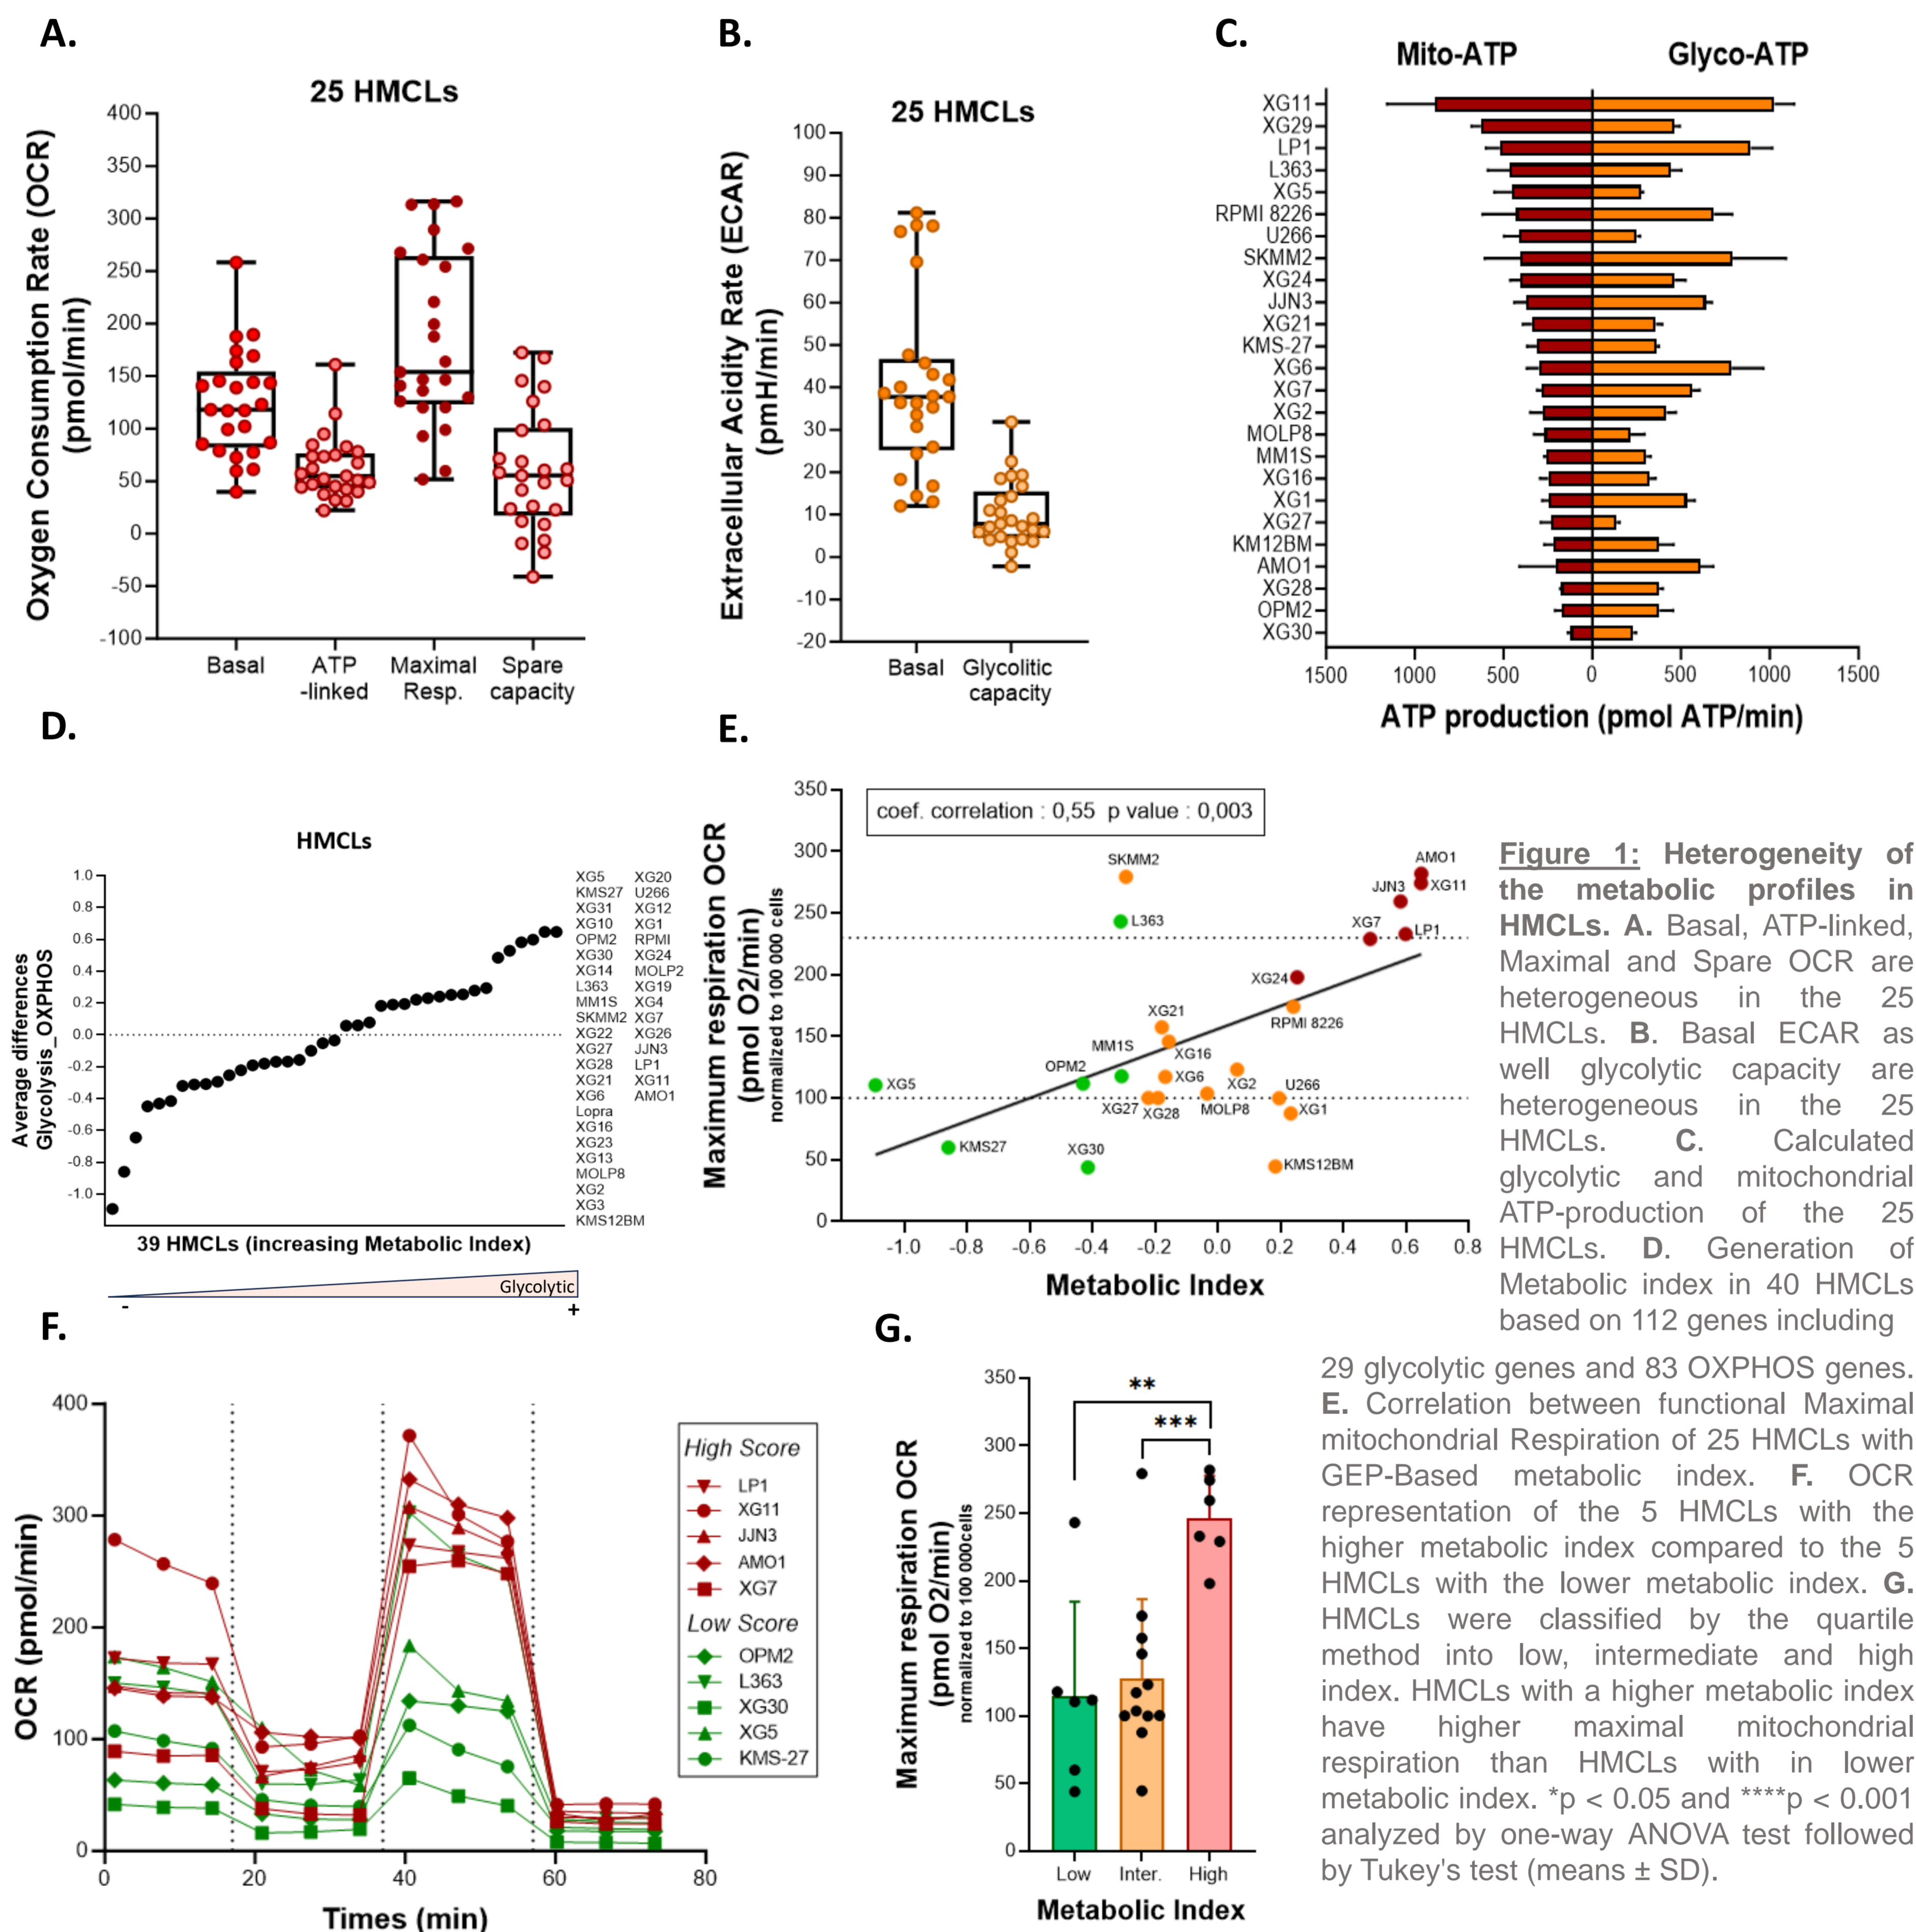 A.
25 HMCLs
Oxygen Consumption Rate (OCR)
(pmol/min)
400
350
300
250
200
150
100
50
0
-50
-100
Basal
ATP
-linked
Maximal
Resp.
Spare
capacity
B.
25 HMCLs
Extracellular Acidity Rate (ECAR)
(pmH/min)
100
90
80
70
60
50
40
30
20
10
0
-10
-20
Basal
Glycolitic
capacity
C.
Mito-ATP Glyco-ATP
XG11
XG29
LP1
L363
XG5
RPMI 8226
U266
SKMM2
XG24
JJN3
XG21
KMS-27
XG6
XG7
XG2
MOLP8
MM1S
XG16
XG1
XG27
KM12BM
AMO1
XG28
OPM2
XG30
1500 1000 500 0 500 1000 1500
ATP production (pmol ATP/min)
D.
HMCLs
Average differences
Glycolysis_OXPHOS
1.0
0.8
0.6
0.4
0.2
0.0
-0.2
-0.4
-0.6
-0.8
-1.0
XG5 XG20
KMS27 U266
XG31 XG12
XG10 XG1
OPM2 RPMI
XG30 XG24
XG14 MOLP2
L363 XG19
MM1S XG4
SKMM2 XG7
XG22 XG26
XG27 JJN3
XG28 LP1
XG21 XG11
XG6 AMO1
Lopra
XG16
XG23
XG13
MOLP8
XG2
XG3
KMS12BM
39 HMCLs (increasing Metabolic Index)
Glycolytic
- +
E.
Maximum respiration OCR
(pmol O2/min)
normalized to 100 000 cells
350
300
250
200
150
100
50
0
coef. correlation : 0,55 p value : 0,003
SKMM2
AMO1
JJN3
XG11
L363
XG7
LP1
XG24
XG21
RPMI 8226
MM1S
XG16
OPM2
XG5
XG6
XG2
U266
XG27
XG28
MOLP8
XG1
KMS27
XG30
KMS12BM
-1.0 -0.8 -0.6 -0.4 -0.2 0.0 0.2 0.4 0.6 0.8
Metabolic Index
Figure 1: Heterogeneity of
the metabolic profiles in
HMCLs. A. Basal, ATP-linked,
Maximal and Spare OCR are
heterogeneous in the 25
HMCLs. B. Basal ECAR as
well glycolytic capacity are
heterogeneous in the 25
HMCLs. C. Calculated
glycolytic and mitochondrial
ATP-production of the 25
HMCLs. D. Generation of
Metabolic index in 40 HMCLs
based on 112 genes including
29 glycolytic genes and 83 OXPHOS genes.
E. Correlation between functional Maximal
mitochondrial Respiration of 25 HMCLs with
GEP-Based metabolic index. F. OCR
representation of the 5 HMCLs with the
higher metabolic index compared to the 5
HMCLs with the lower metabolic index. G.
HMCLs were classified by the quartile
method into low, intermediate and high
index. HMCLs with a higher metabolic index
have higher maximal mitochondrial
respiration than HMCLs with in lower
metabolic index. *p < 0.05 and ****p < 0.001
analyzed by one-way ANOVA test followed
by Tukey's test (means ± SD).
F.
OCR (pmol/min)
400
300
200
100
0
0 20 40 60 80
Times (min)
High Score
LP1
XG11
JJN3
AMO1
XG7
Low Score
OPM2
L363
XG30
XG5
KMS-27
G.
Maximum respiration OCR
(pmol O2/min)
normalized to 100 000cells
350
300
250
200
150
100
50
0
**
***
Low Inter. High
Metabolic Index